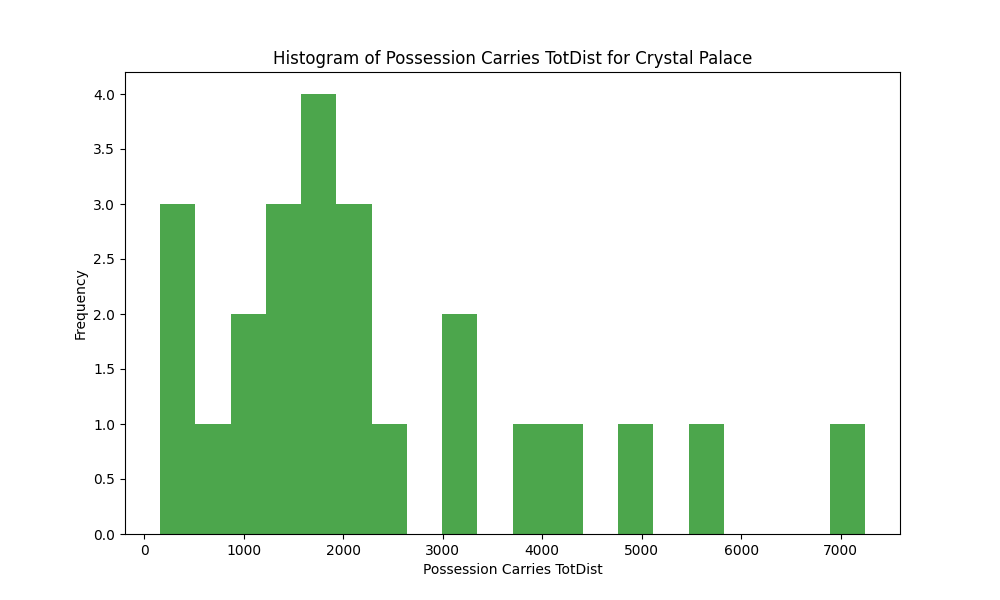 Histogram of Possession Carries TotDist for Crystal Palace
4.0
3.5
3.0
2.5
2.0
1.5
1.0
0.5
0.0
Frequency
0 1000 2000 3000 4000 5000 6000 7000
Possession Carries TotDist